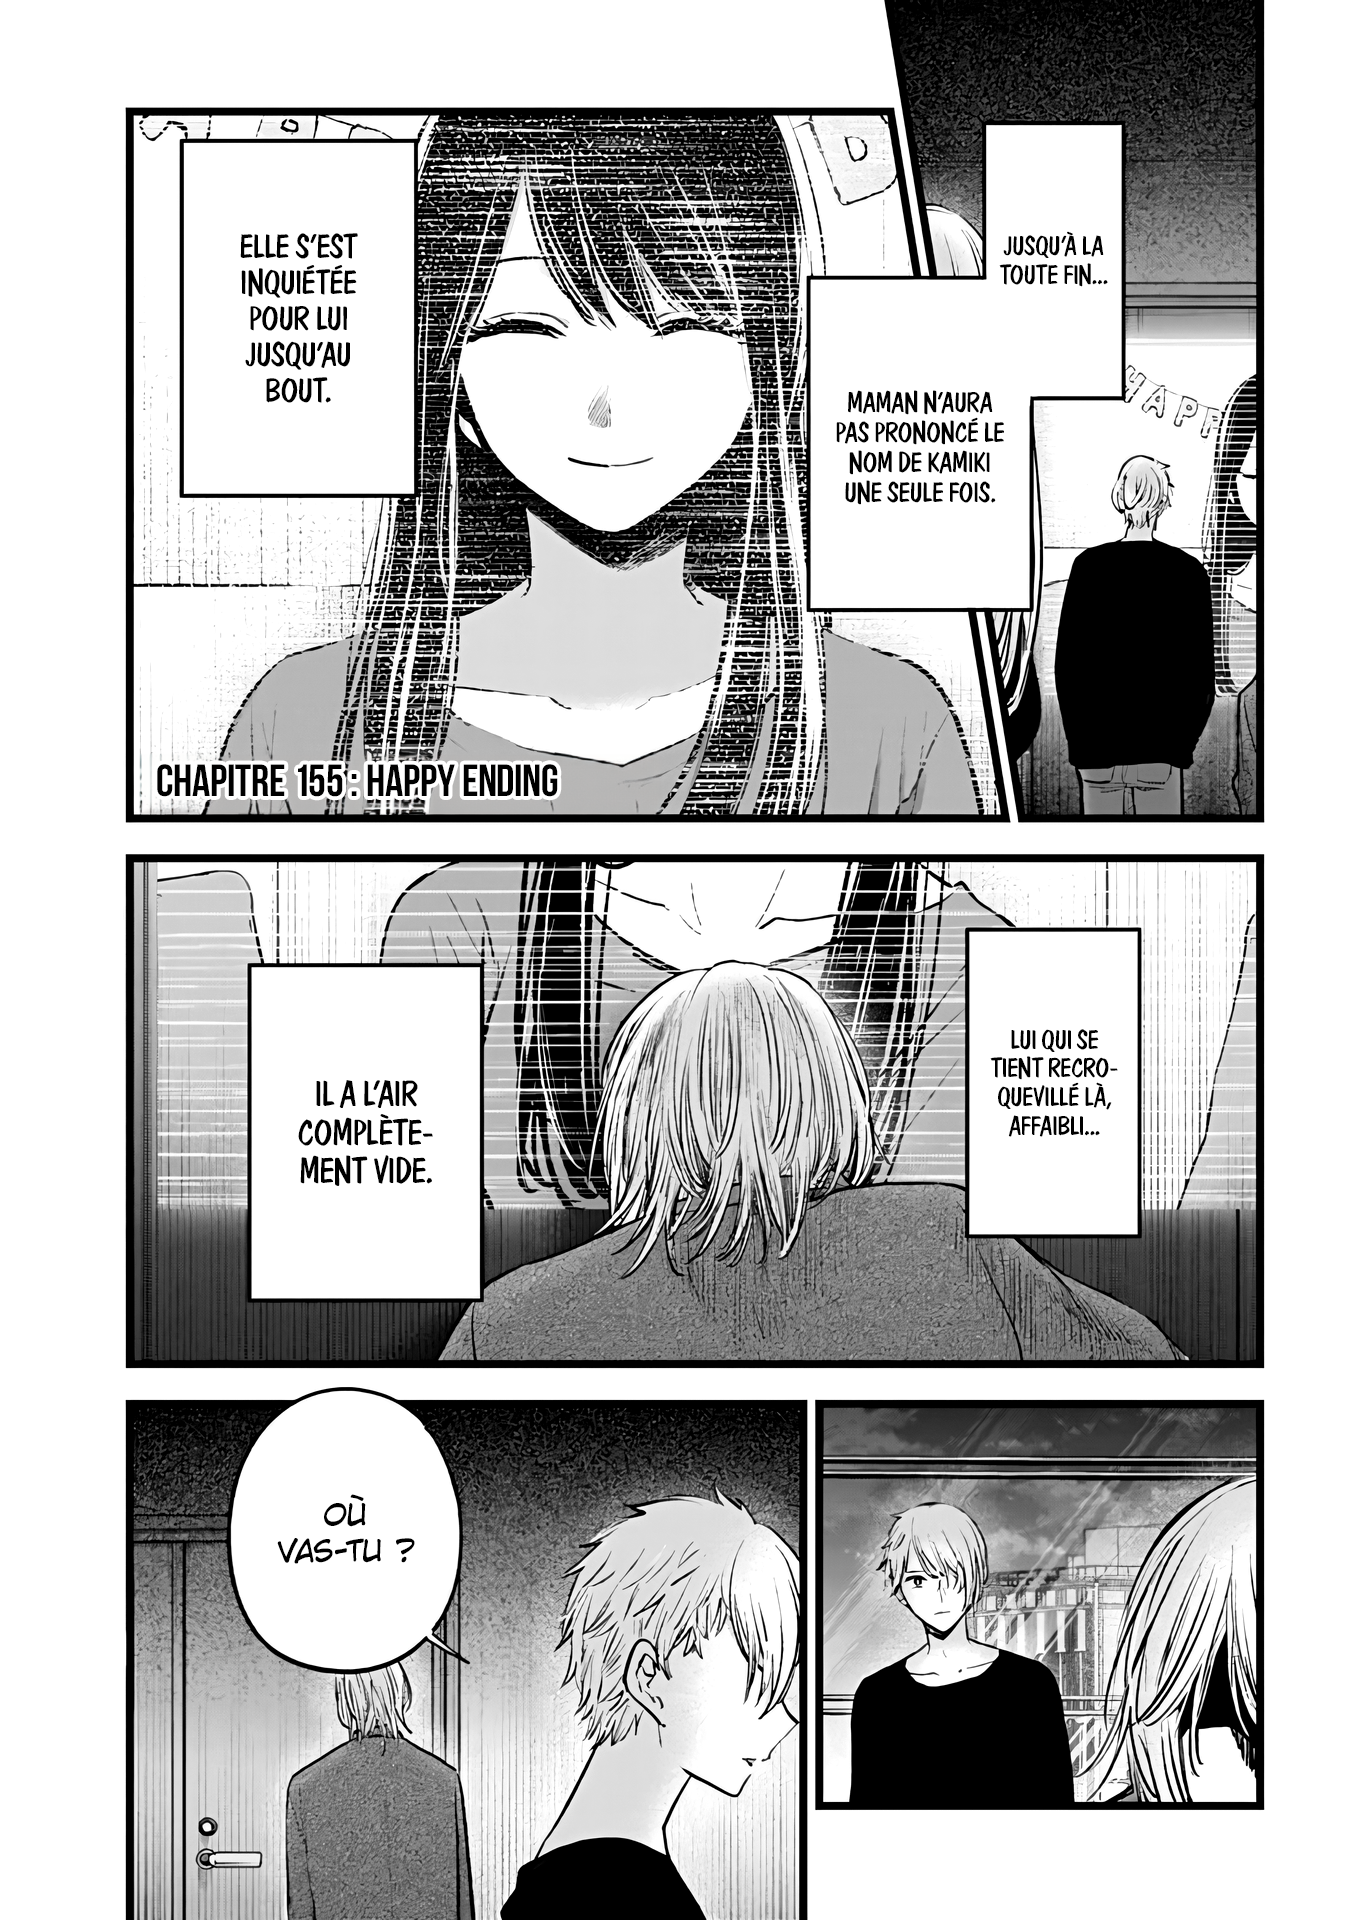 JUSQU'À LA
TOUTE FIN...
HAPP
MAMAN N'AURA
PAS PRONONCÉ LE
NOM DE KAMIKI
UNE SEULE FOIS.
ELLE S'EST
INQUIÉTÉE
POUR LUI
JUSQU'AU
BOUT.
CHAPITRE 155 : HAPPY ENDING
LUI QUI SE
TIENT RECRO-
QUEVILLÉ LÀ,
AFFAIBLI...
IL A L'AIR
COMPLÈTE-
MENT VIDE.
OÙ
VAS-TU ?